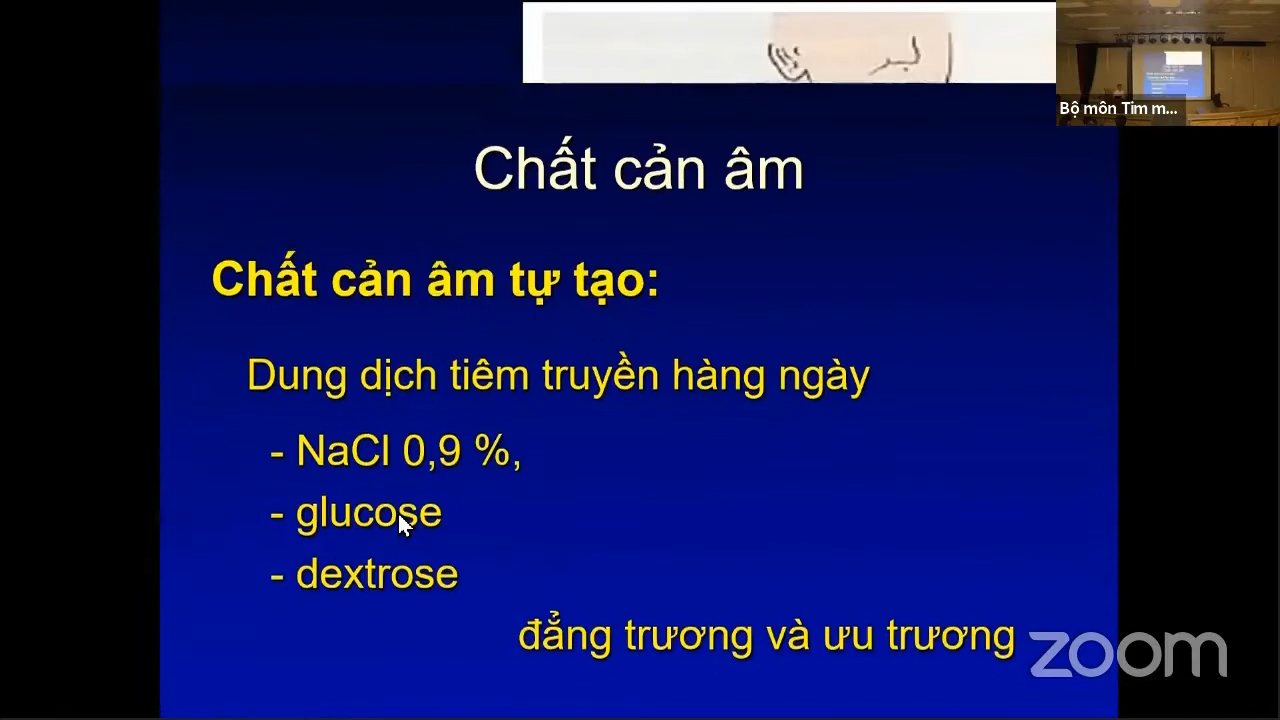 Bộ môn Tim m...
Chất cản âm
Chất cản âm tự tạo:
Dung dịch tiêm truyền hàng ngày
- NaCl 0,9 %,
- glucose
- dextrose
đẳng trương và ưu trương
zoom